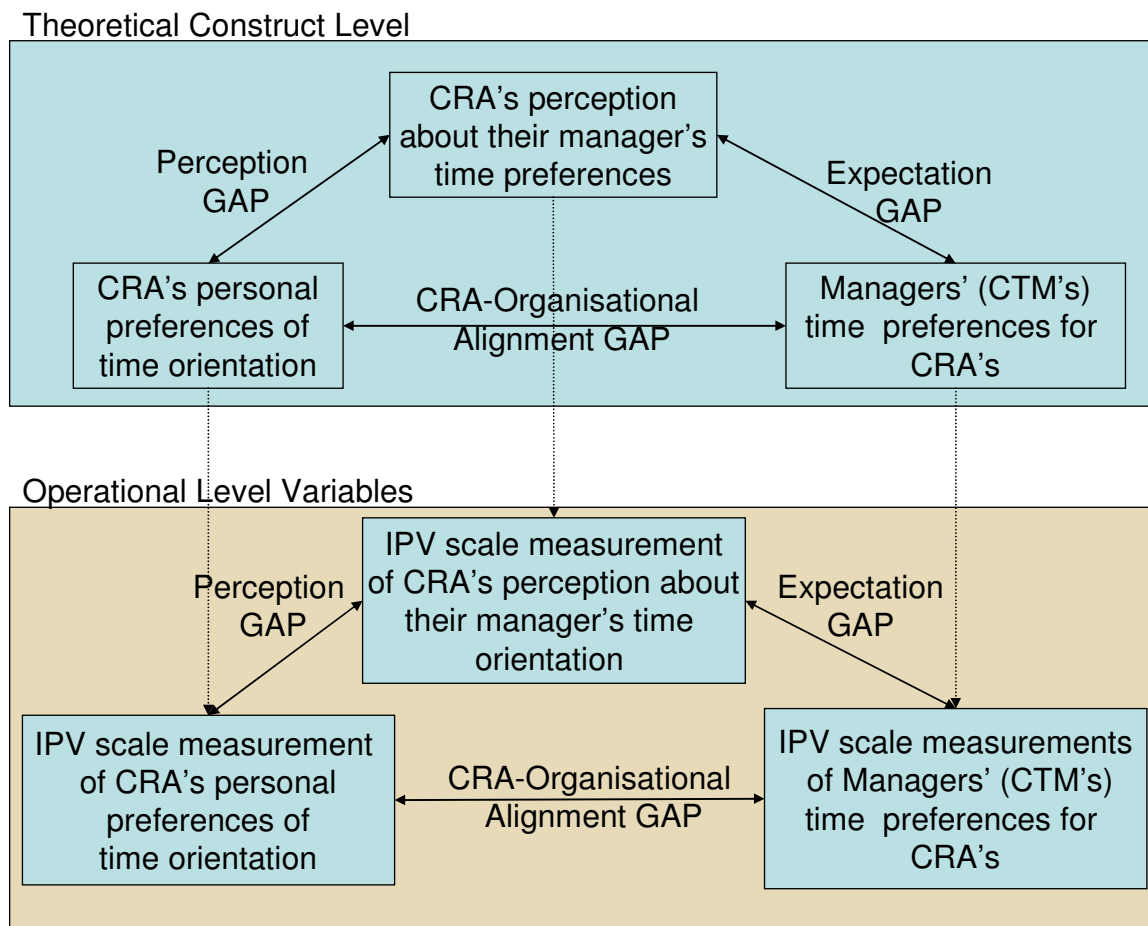 Theoretical Construct Level
CRA's perception
about their manager's
time preferences
Perception
GAP
Expectation
GAP
CRA's personal
preferences of
time orientation
CRA-Organisational
Alignment GAP
Managers' (CTM's)
time preferences for
CRA's
Operational Level Variables
IPV scale measurement
of CRA's perception about
their manager's time
orientation
Perception
GAP
Expectation
GAP
IPV scale measurement
of CRA's personal
preferences of
time orientation
CRA-Organisational
Alignment GAP
IPV scale measurements
of Managers' (CTM's)
time preferences for
CRA's